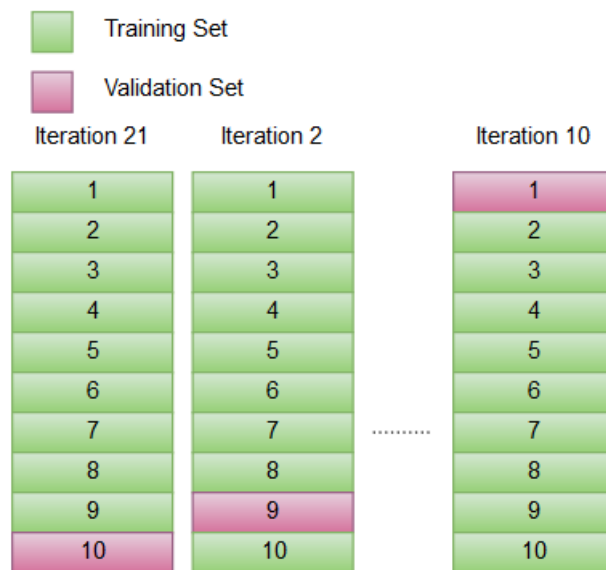 Training Set
Validation Set
Iteration 21 Iteration 2 Iteration 10
1 1 1
2 2 2
3 3 3
4 4 4
5 5 5
6 6 6
7 7 .......... 7
8 8 8
9 9 9
10 10 10